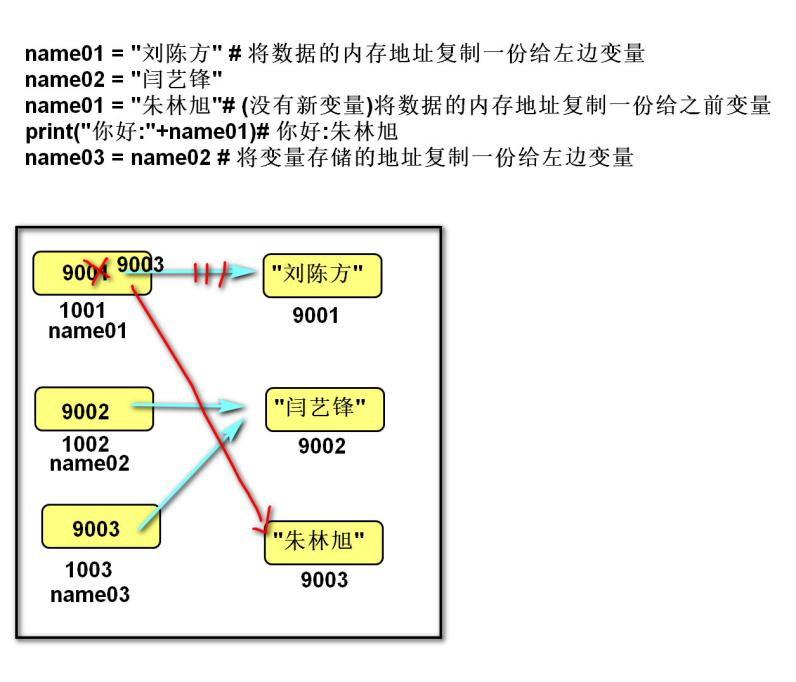 name01 = "刘陈方" # 将数据的内存地址复制一份给左边变量
name02 = "闫艺锋"
name01 = "朱林旭"# (没有新变量)将数据的内存地址复制一份给之前变量
print("你好:"+name01)# 你好:朱林旭
name03 = name02 # 将变量存储的地址复制一份给左边变量
9001 9003
"刘陈方"
1001
name01
9001
9002
"闫艺锋"
1002
name02
9002
9003
"朱林旭"
1003
name03
9003